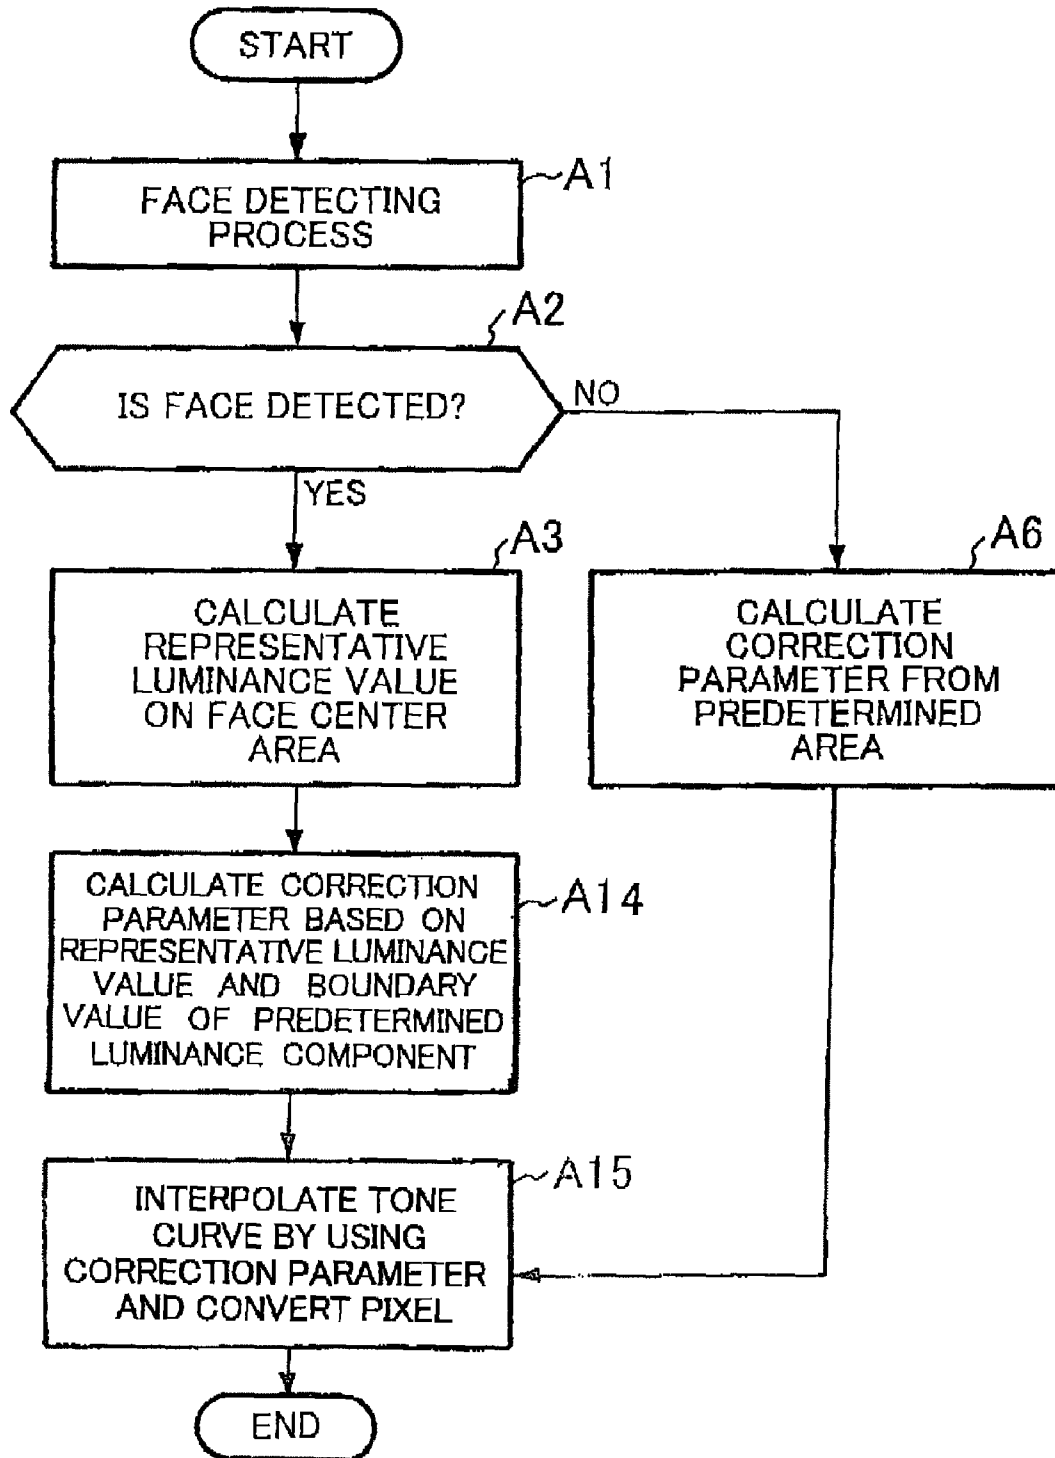 START
A1
FACE DETECTING
PROCESS
A2
IS FACE DETECTED?
NO
YES
A3
CALCULATE
REPRESENTATIVE
LUMINANCE VALUE
ON FACE CENTER
AREA
A6
CALCULATE
CORRECTION
PARAMETER FROM
PREDETERMINED
AREA
A14
CALCULATE CORRECTION
PARAMETER BASED ON
REPRESENTATIVE LUMINANCE
VALUE AND BOUNDARY
VALUE OF PREDETERMINED
LUMINANCE COMPONENT
A15
INTERPOLATE TONE
CURVE BY USING
CORRECTION PARAMETER
AND CONVERT PIXEL
END